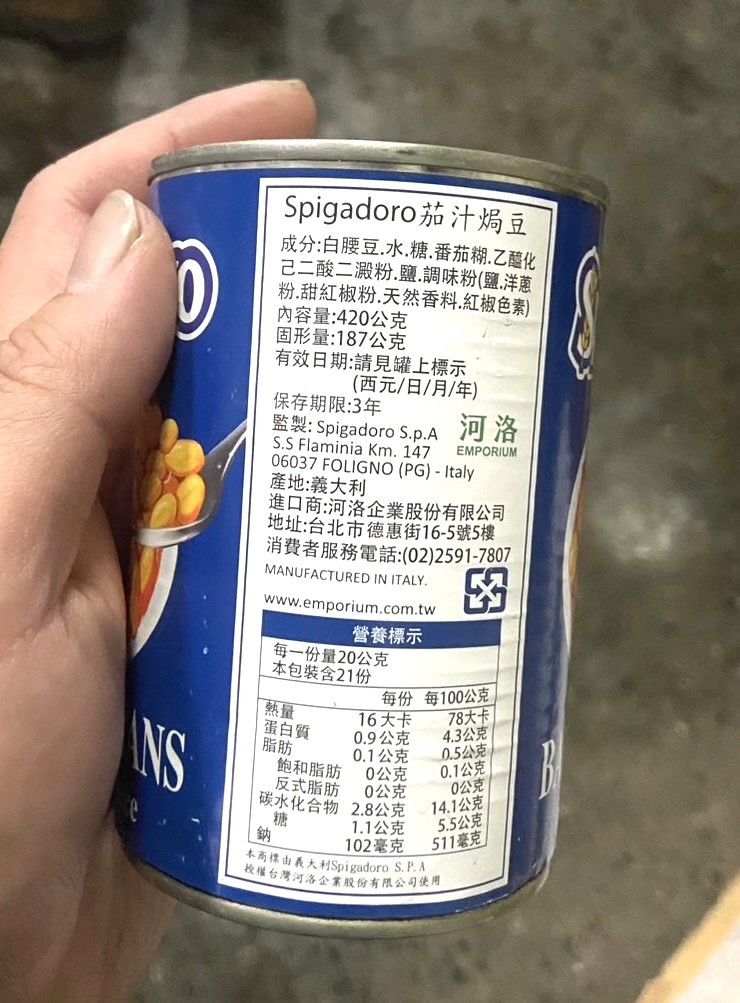 Spigadoro茄汁焗豆
成分:白腰豆.水.糖.番茄糊.乙醯化
己二酸二澱粉.鹽.調味粉(鹽.洋蔥
粉.甜紅椒粉.天然香料.紅椒色素)
內容量:420公克
固形量:187公克
有效日期:請見罐上標示
(西元/日/月/年)
保存期限:3年
監製: Spigadoro S.p.A
S.S Flaminia Km. 147
06037 FOLIGNO (PG) - Italy
河洛
EMPORIUM
產地:義大利
進口商:河洛企業股份有限公司
地址:台北市德惠街16-5號5樓
消費者服務電話:(02)2591-7807
MANUFACTURED IN ITALY.
www.emporium.com.tw
營養標示
每一份量20公克
本包裝含21份
每份 每100公克
熱量 16大卡 78大卡
蛋白質 0.9公克 4.3公克
脂肪 0.1公克 0.5公克
飽和脂肪 0公克 0.1公克
反式脂肪 0公克 0公克
碳水化合物 2.8公克 14.1公克
糖 1.1公克 5.5公克
鈉 102毫克 511毫克
本商標由義大利Spigadoro S.P.A
授權台灣河洛企業股份有限公司使用